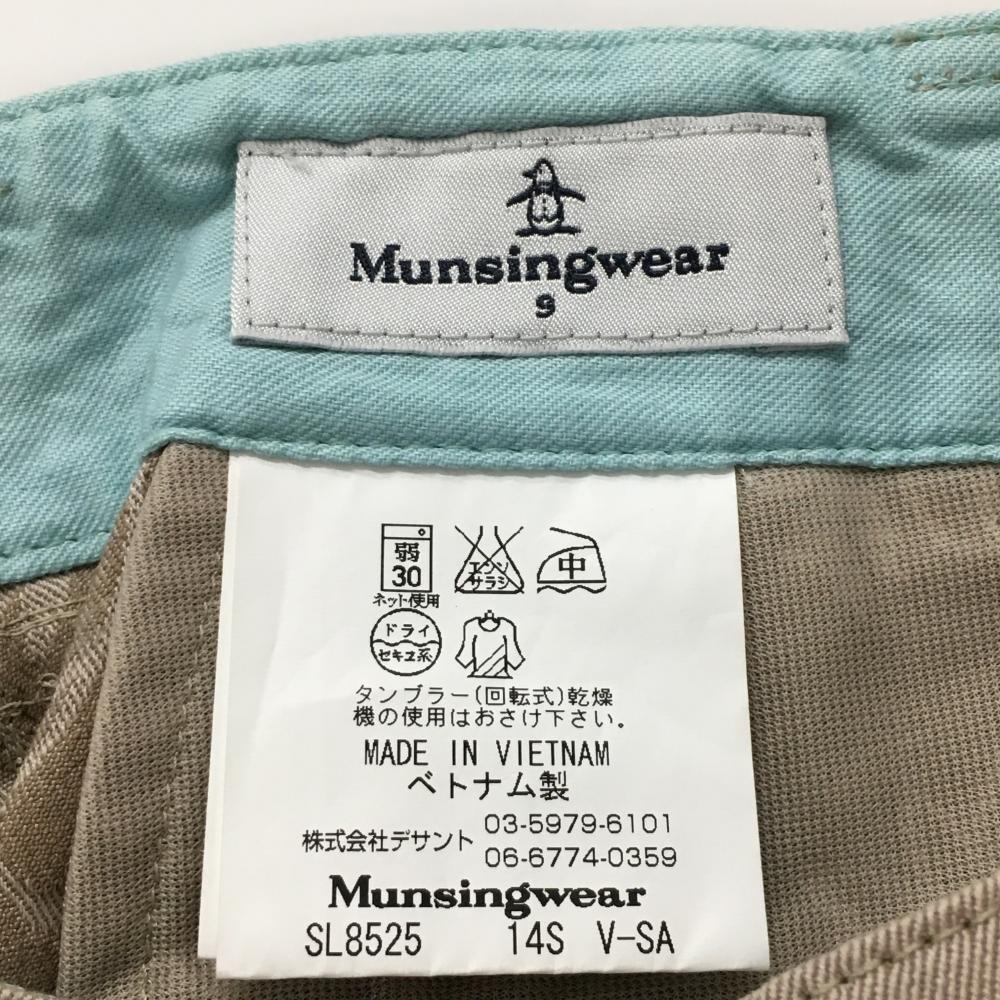 Munsingwear
9
弱
30
ネット使用
エンソ
サラシ
中
ドライ
セキユ系
タンブラー(回転式)乾燥
機の使用はおさけ下さい。
MADE IN VIETNAM
ベトナム製
株式会社デサント 03-5979-6101
06-6774-0359
Munsingwear
SL8525 14S V-SA